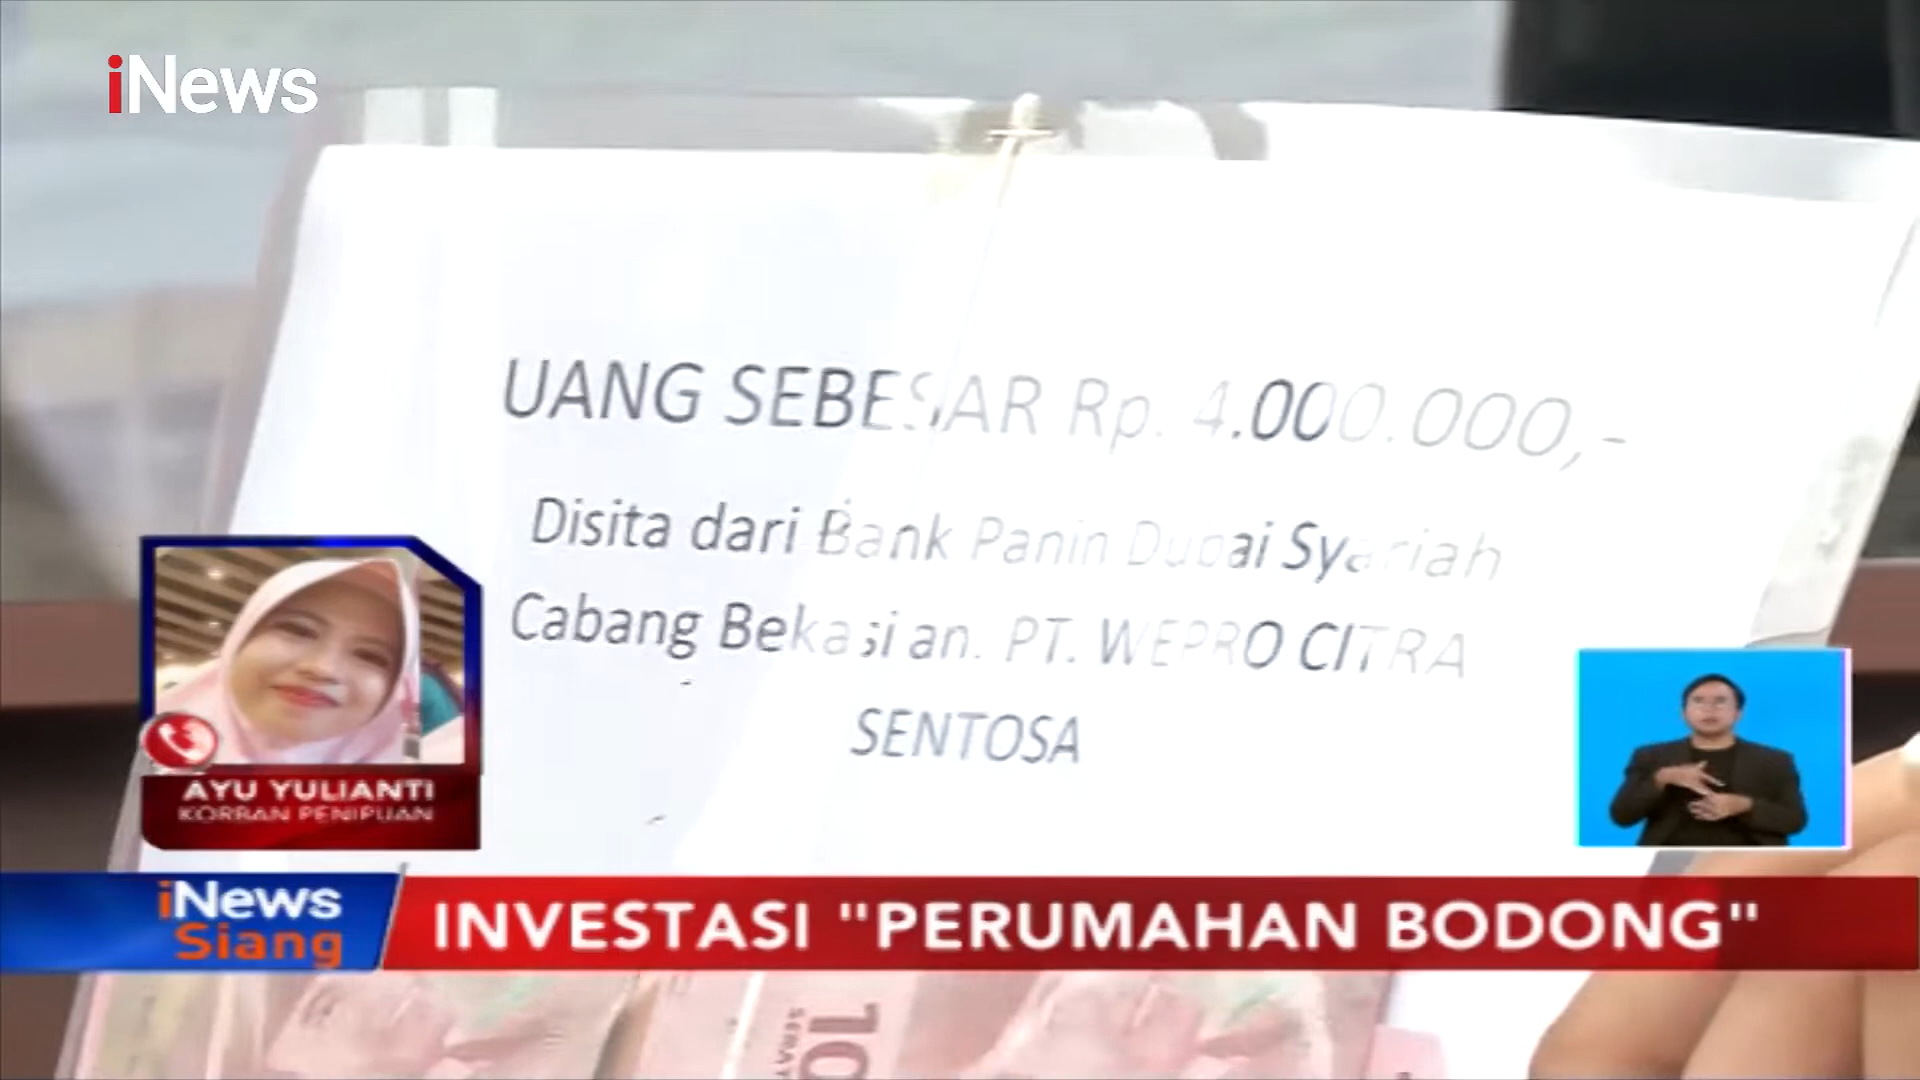 iNews
UANG SEBESAR Rp. 4.000.000,-
Disita dari Bank Panin Dubai Syariah
Cabang Bekasi an. PT. WEPRO CITRA
SENTOSA
AYU YULIANTI
KORBAN PENIPUAN
iNews
Siang
INVESTASI "PERUMAHAN BODONG"